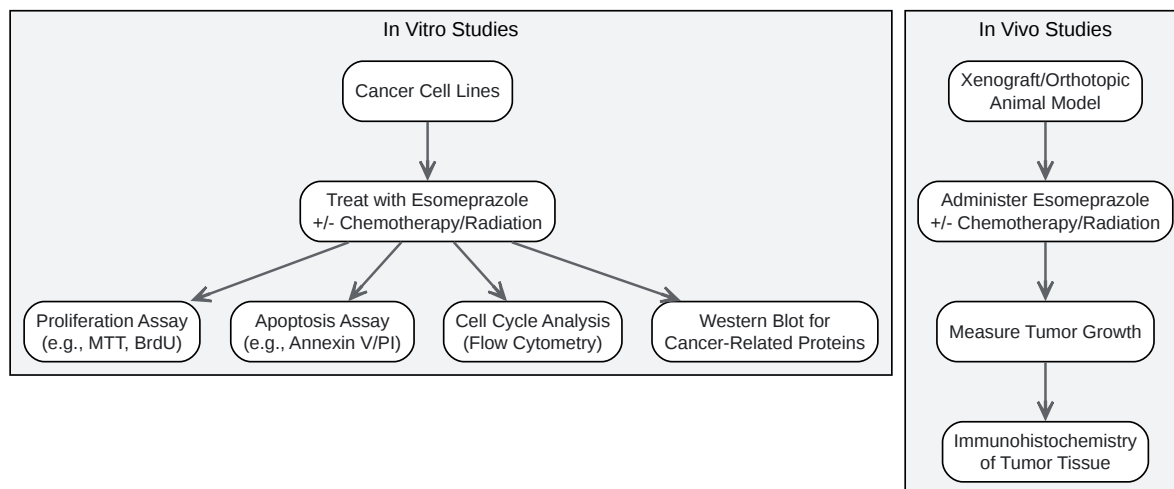 In Vitro Studies
Cancer Cell Lines
Treat with Esomeprazole
+/- Chemotherapy/Radiation
Proliferation Assay
(e.g., MTT, BrdU)
Apoptosis Assay
(e.g., Annexin V/PI)
Cell Cycle Analysis
(Flow Cytometry)
Western Blot for
Cancer-Related Proteins
In Vivo Studies
Xenograft/Orthotopic
Animal Model
Administer Esomeprazole
+/- Chemotherapy/Radiation
Measure Tumor Growth
Immunohistochemistry
of Tumor Tissue